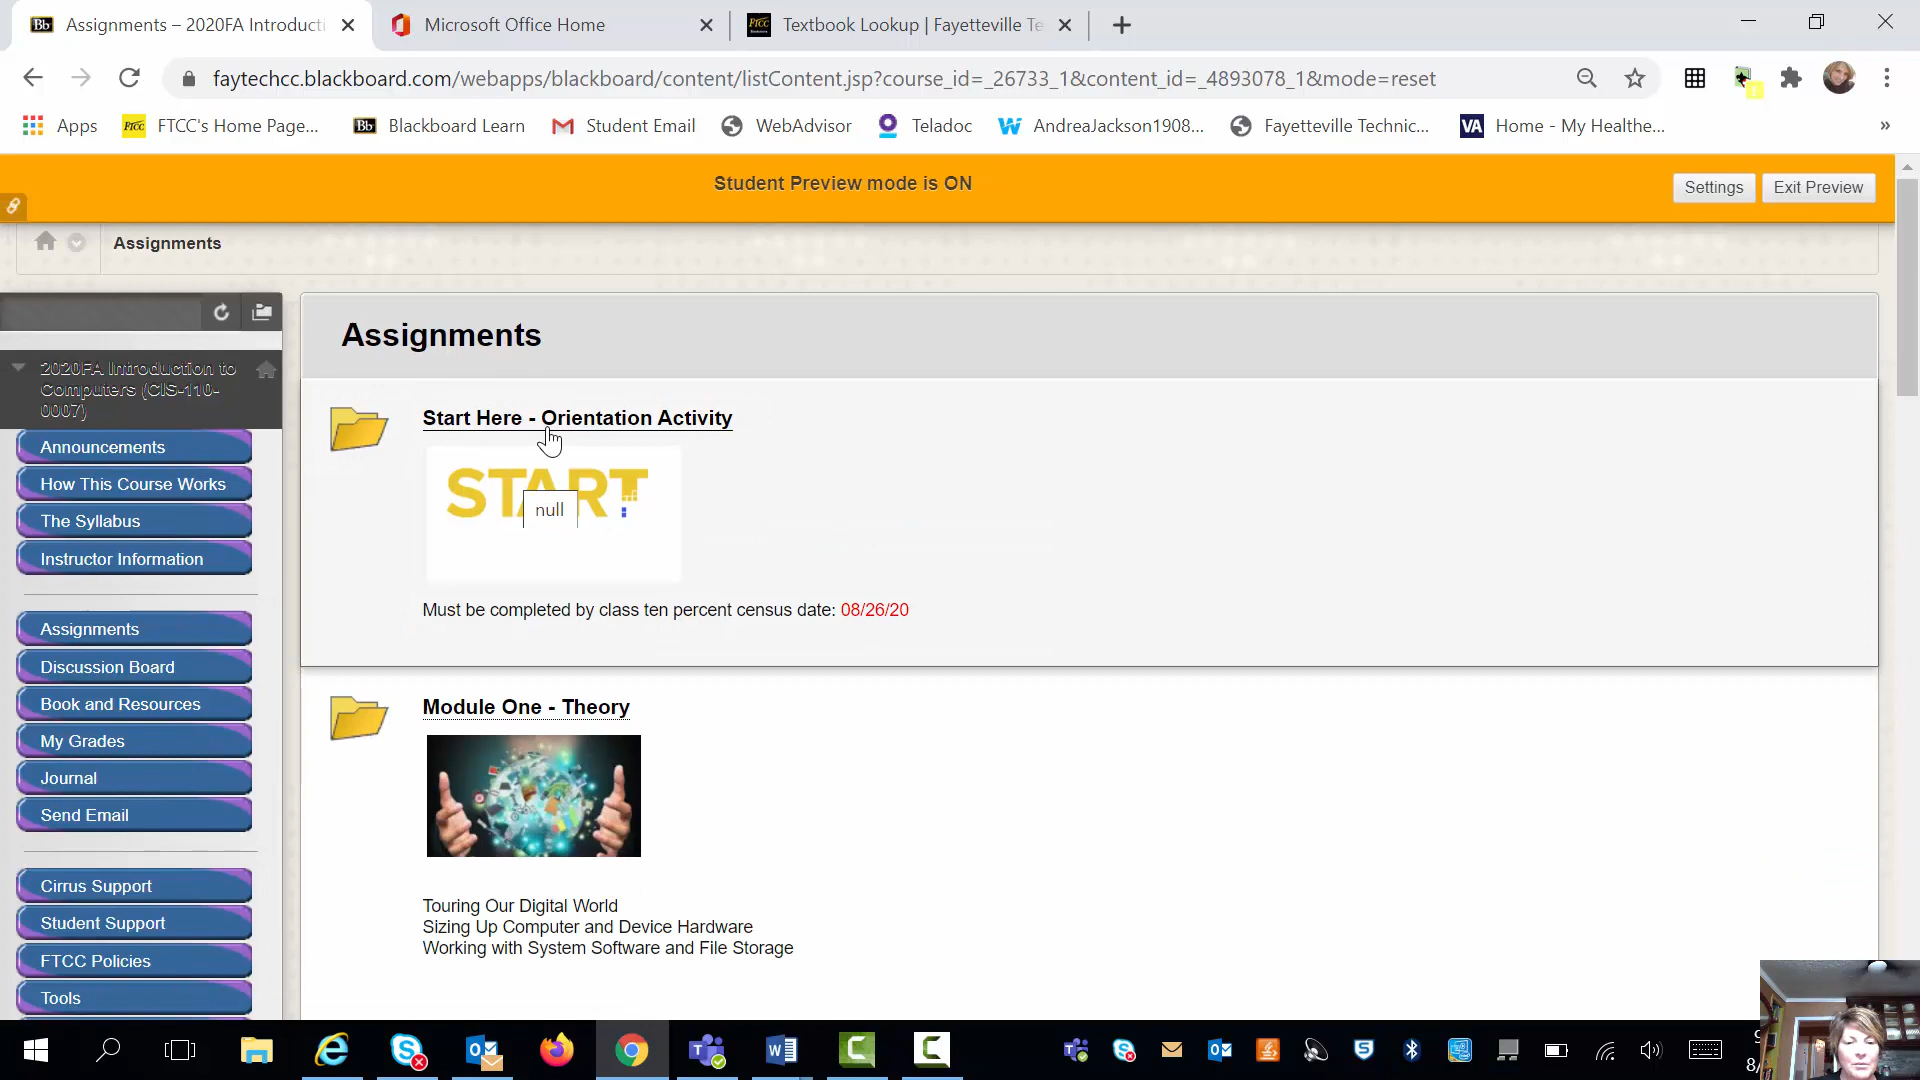 Assignments – 2020FA Introducti
Microsoft Office Home
Textbook Lookup | Fayetteville Te
faytechcc.blackboard.com/webapps/blackboard/content/listContent.jsp?course_id=_26733_1&content_id=_4893078_1&mode=reset
Apps
FTCC's Home Page...
Blackboard Learn
Student Email
WebAdvisor
Teladoc
AndreaJackson1908...
Fayetteville Technic...
Home - My Healthe...
Student Preview mode is ON
Settings
Exit Preview
Assignments
2020FA Introduction to
Computers (CIS-110-
0007)
Announcements
How This Course Works
The Syllabus
Instructor Information
Assignments
Discussion Board
Book and Resources
My Grades
Journal
Send Email
Cirrus Support
Student Support
FTCC Policies
Tools
Assignments
Start Here - Orientation Activity
START
null
Must be completed by class ten percent census date: 08/26/20
Module One - Theory
Touring Our Digital World
Sizing Up Computer and Device Hardware
Working with System Software and File Storage